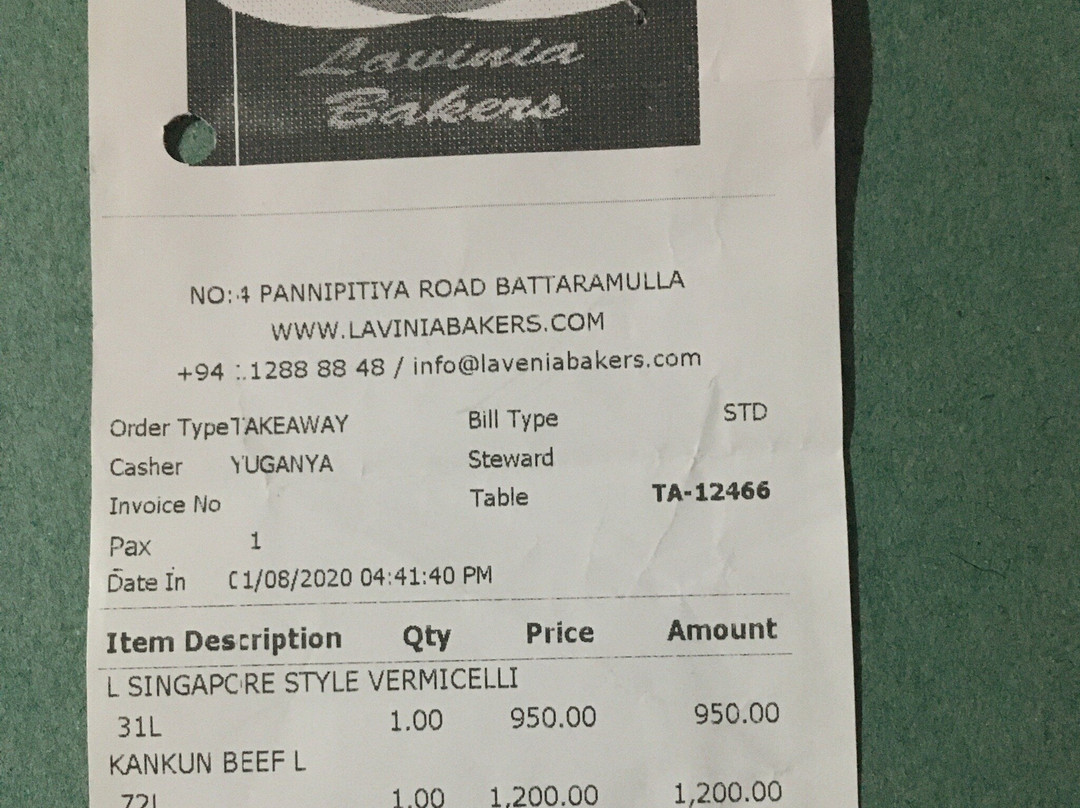 Lavinia
Bakers
NO: 4 PANNIPITIYA ROAD BATTARAMULLA
WWW.LAVINIABAKERS.COM
+94 :.1288 88 48 / info@laveniabakers.com
Order Type TAKEAWAY Bill Type STD
Casher YUGANYA Steward
Invoice No Table TA-12466
Pax 1
Date In 01/08/2020 04:41:40 PM
Item Description Qty Price Amount
L SINGAPORE STYLE VERMICELLI
31L 1.00 950.00 950.00
KANKUN BEEF L
72L 1.00 1,200.00 1,200.00